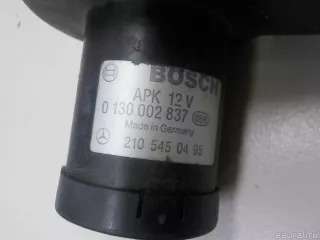 BOSCH
APK 12 V
0 130 002 837
Made in Germany
210 545 04 95